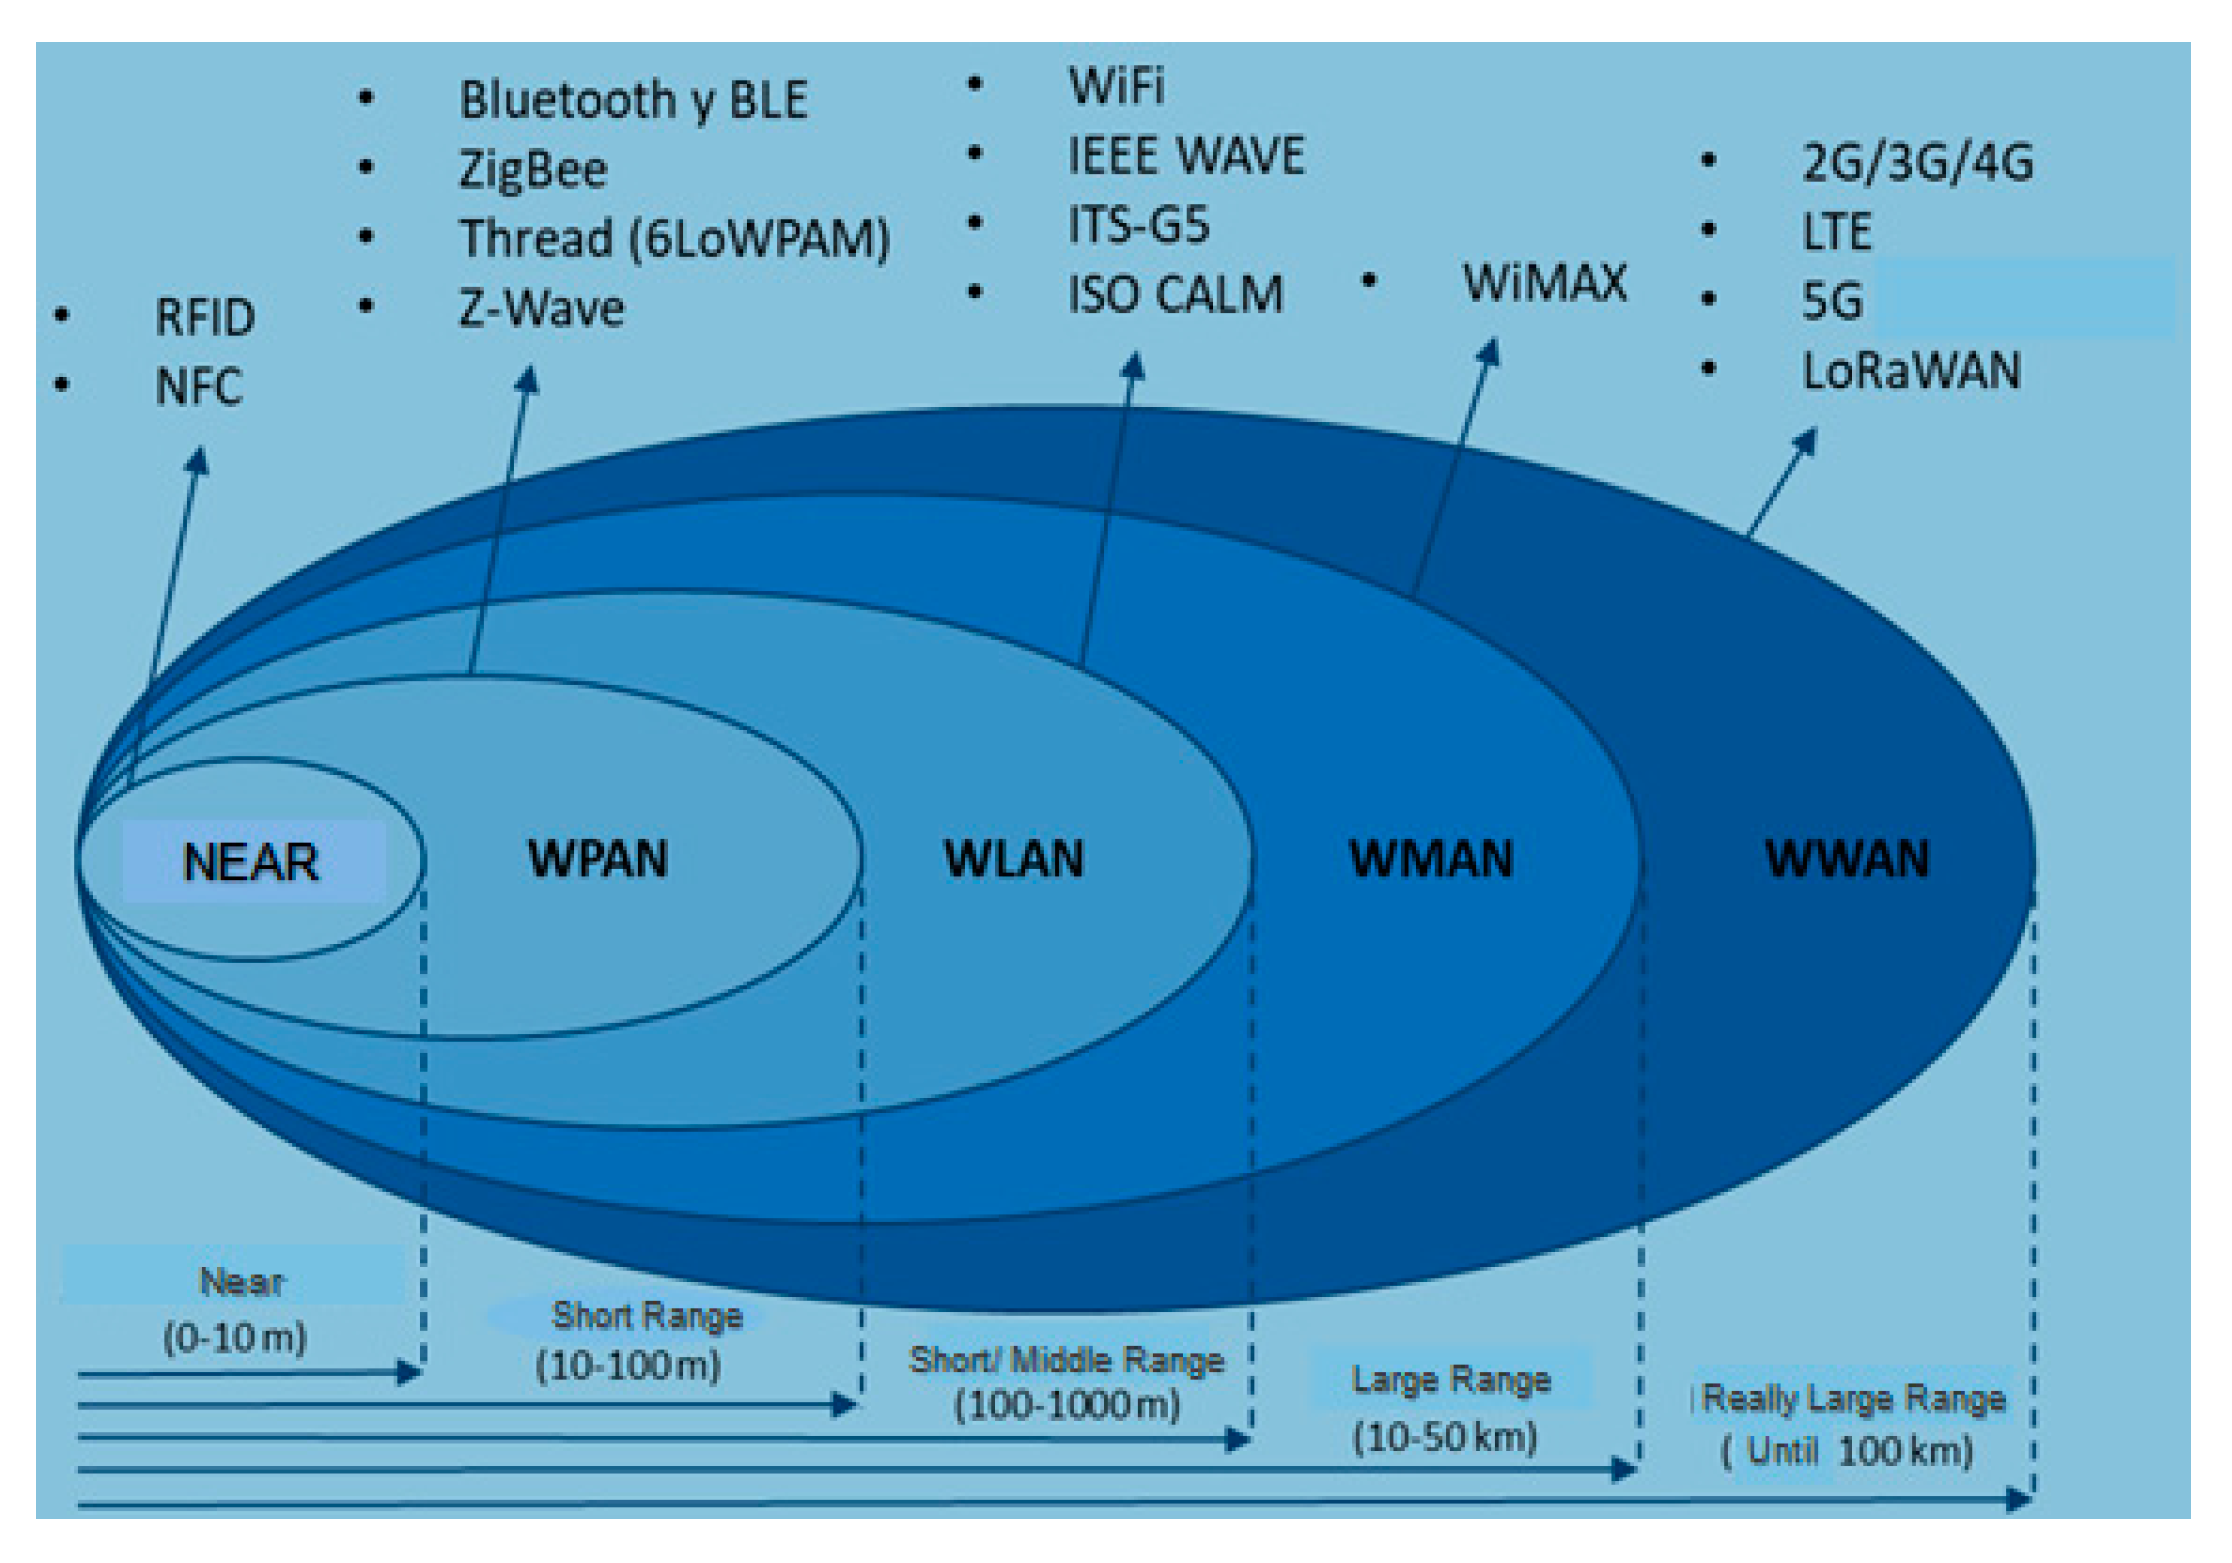 • RFID
• NFC
• Bluetooth y BLE
• ZigBee
• Thread (6LoWPAM)
• Z-Wave
• WiFi
• IEEE WAVE
• ITS-G5
• ISO CALM
• WiMAX
• 2G/3G/4G
• LTE
• 5G
• LoRaWAN
NEAR
WPAN
WLAN
WMAN
WWAN
Near
(0-10 m)
Short Range
(10-100 m)
Short/ Middle Range
(100-1000 m)
Large Range
(10-50 km)
Really Large Range
( Until 100 km)